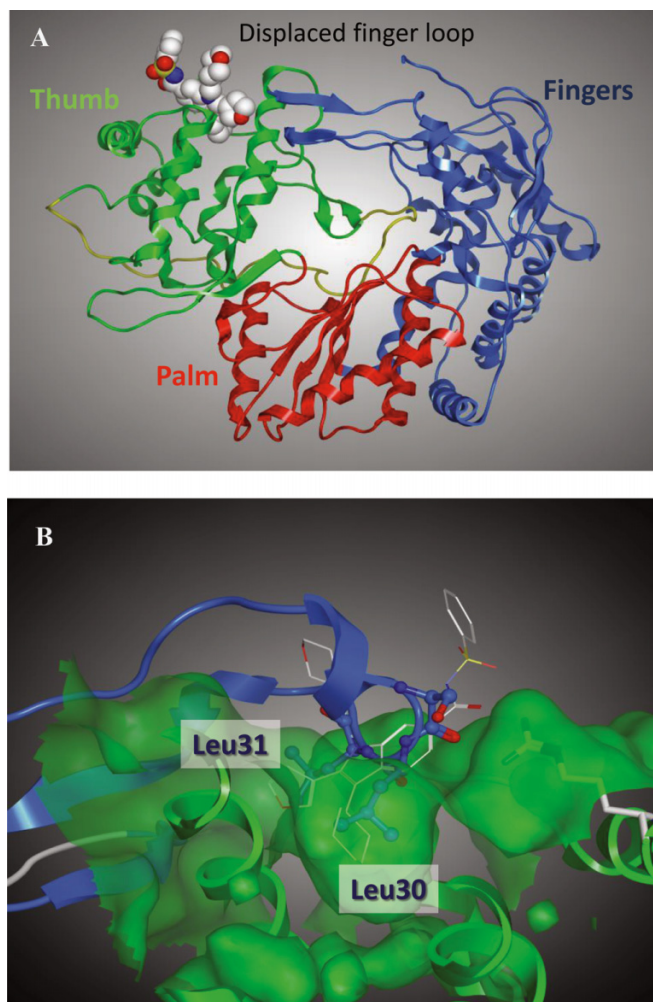 A
Displaced finger loop
Thumb
Fingers
Palm
B
Leu31
Leu30